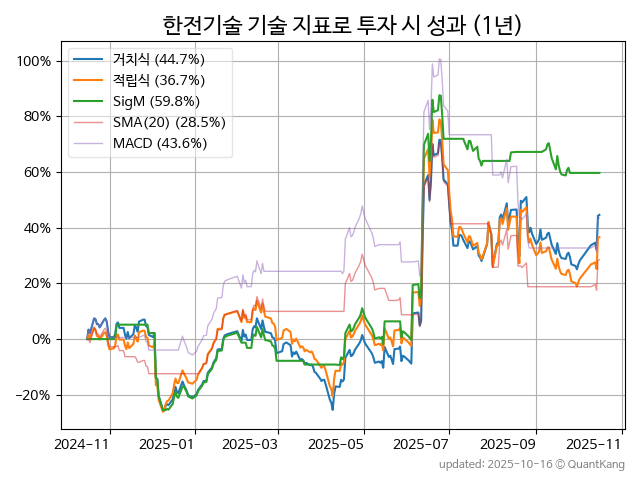 한전기술 기술 지표로 투자 시 성과 (1년)
거치식 (44.7%)
적립식 (36.7%)
SigM (59.8%)
SMA(20) (28.5%)
MACD (43.6%)
100%
80%
60%
40%
20%
0%
−20%
2024-11
2025-01
2025-03
2025-05
2025-07
2025-09
2025-11
updated: 2025-10-16 © QuantKang